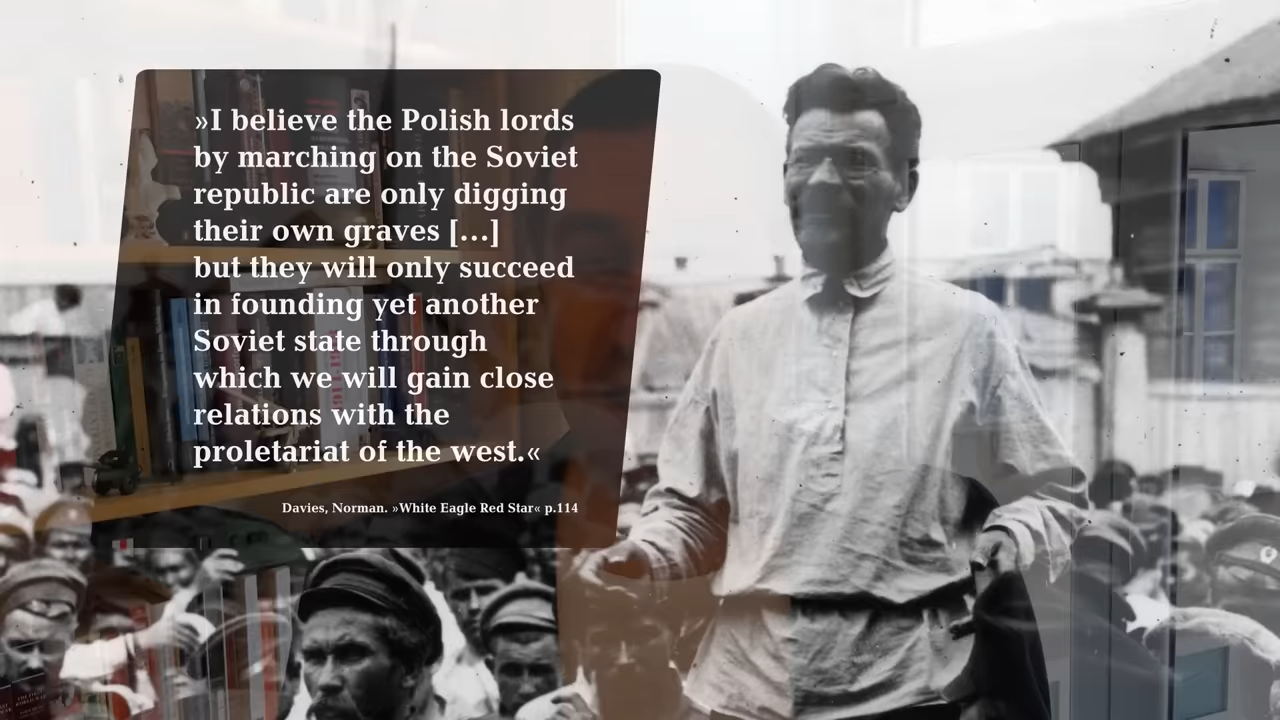 »I believe the Polish lords
by marching on the Soviet
republic are only digging
their own graves [...]
but they will only succeed
in founding yet another
Soviet state through
which we will gain close
relations with the
proletariat of the west.«
Davies, Norman. »White Eagle Red Star« p.114